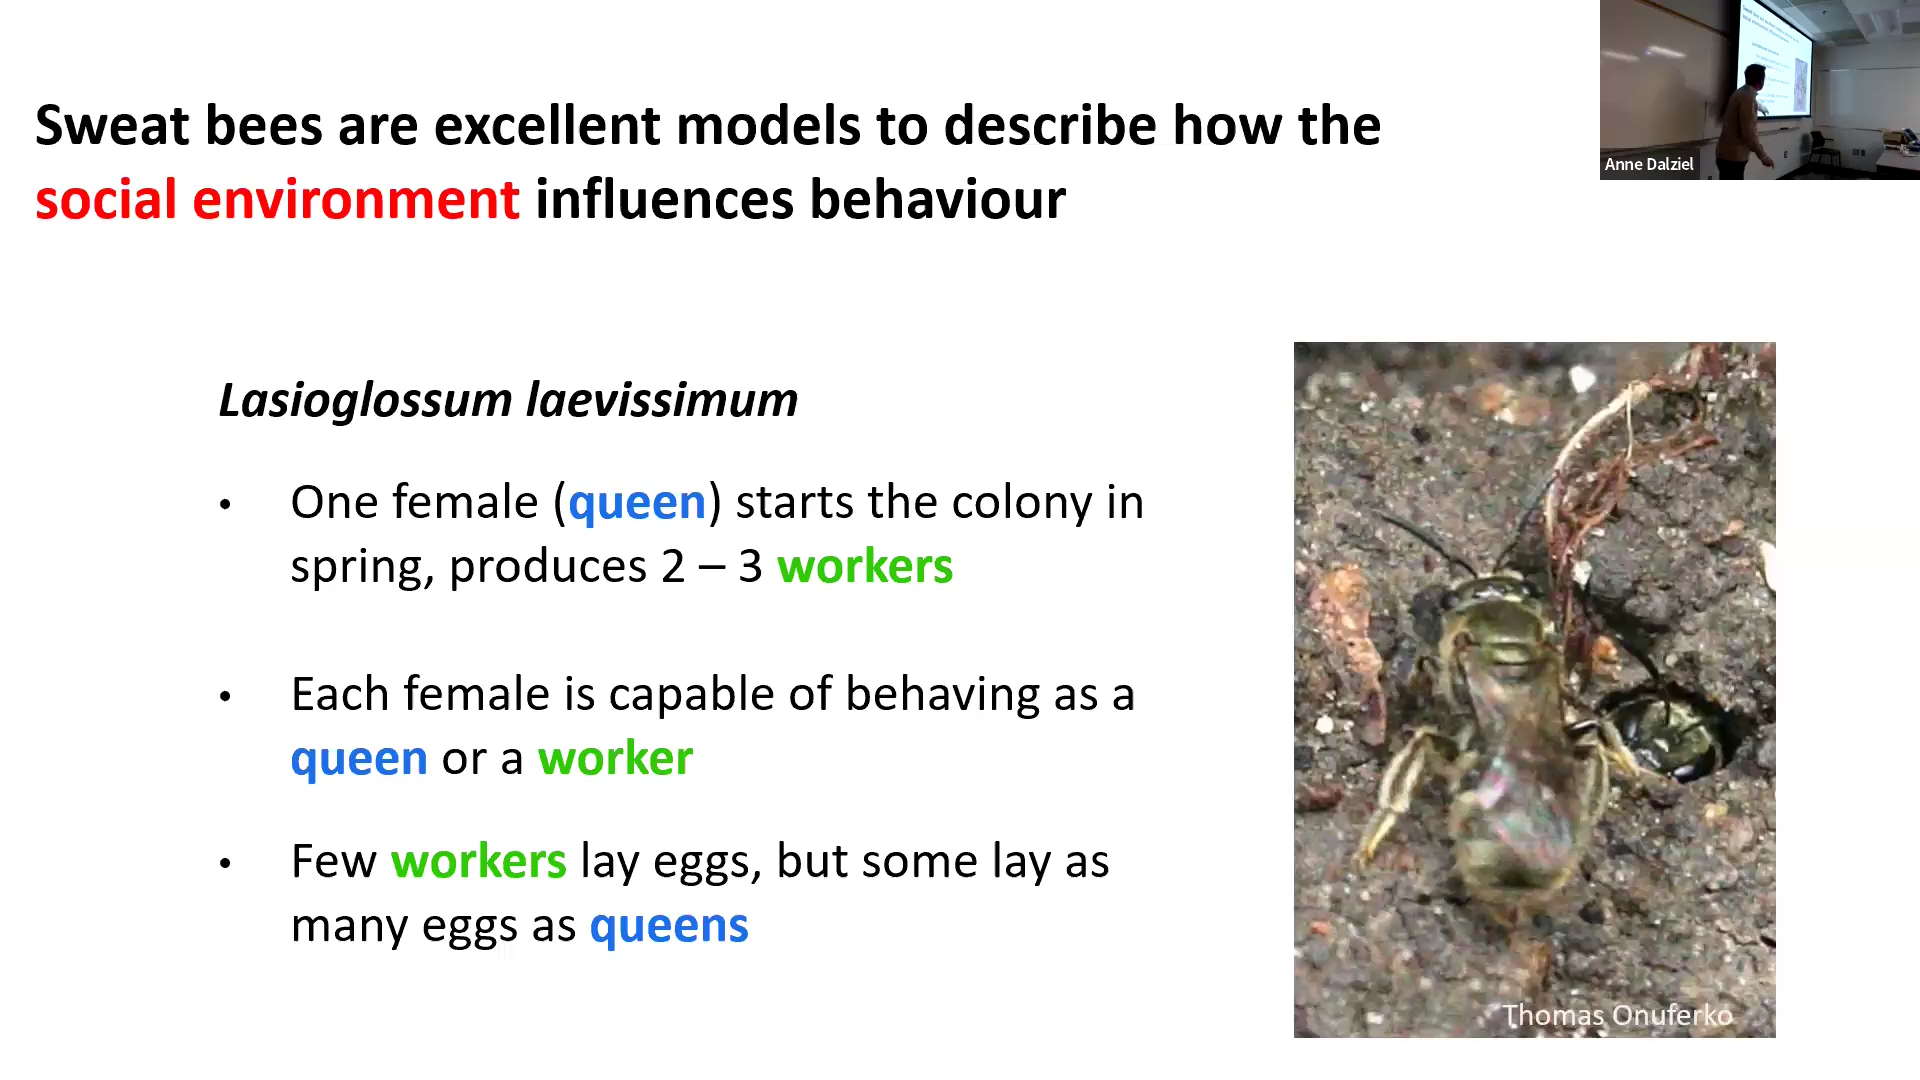 Sweat bees are excellent models to describe how the
social environment influences behaviour
Anne Dalziel
Lasioglossum laevissimum
• One female (queen) starts the colony in
spring, produces 2 – 3 workers
• Each female is capable of behaving as a
queen or a worker
• Few workers lay eggs, but some lay as
many eggs as queens
Thomas Onuferko